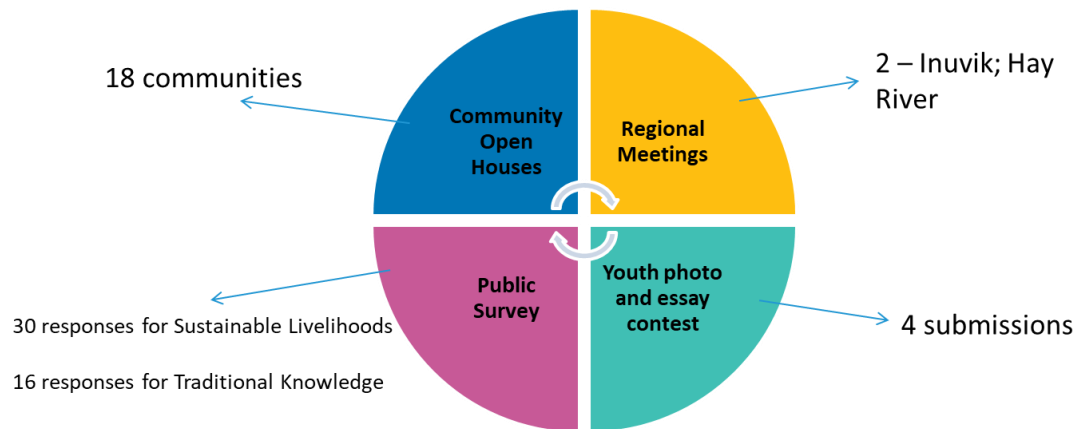 18 communities
Community
Open
Houses
Regional
Meetings
2 – Inuvik; Hay
River
Public
Survey
30 responses for Sustainable Livelihoods
16 responses for Traditional Knowledge
Youth photo
and essay
contest
4 submissions